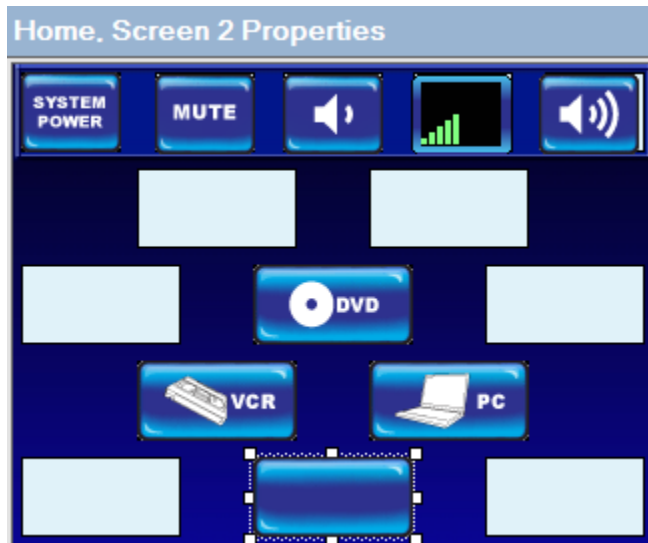 Home, Screen 2 Properties
SYSTEM
POWER
MUTE
DVD
VCR
PC